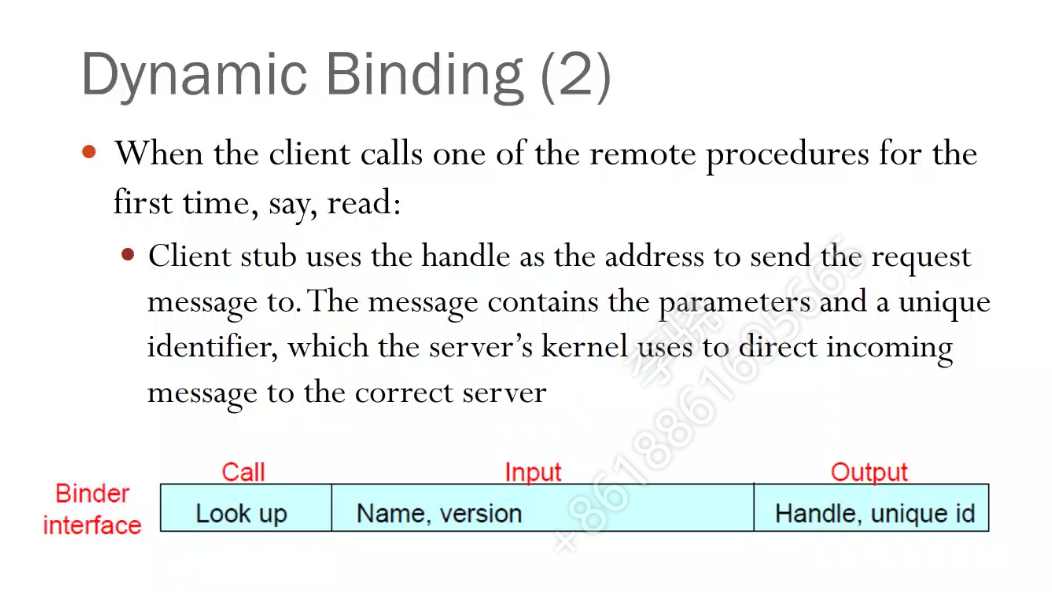 Dynamic Binding (2)
• When the client calls one of the remote procedures for the
first time, say, read:
• Client stub uses the handle as the address to send the request
message to. The message contains the parameters and a unique
identifier, which the server's kernel uses to direct incoming
message to the correct server
Call Input Output
Binder
interface
Look up Name, version Handle, unique id
+8618861695665